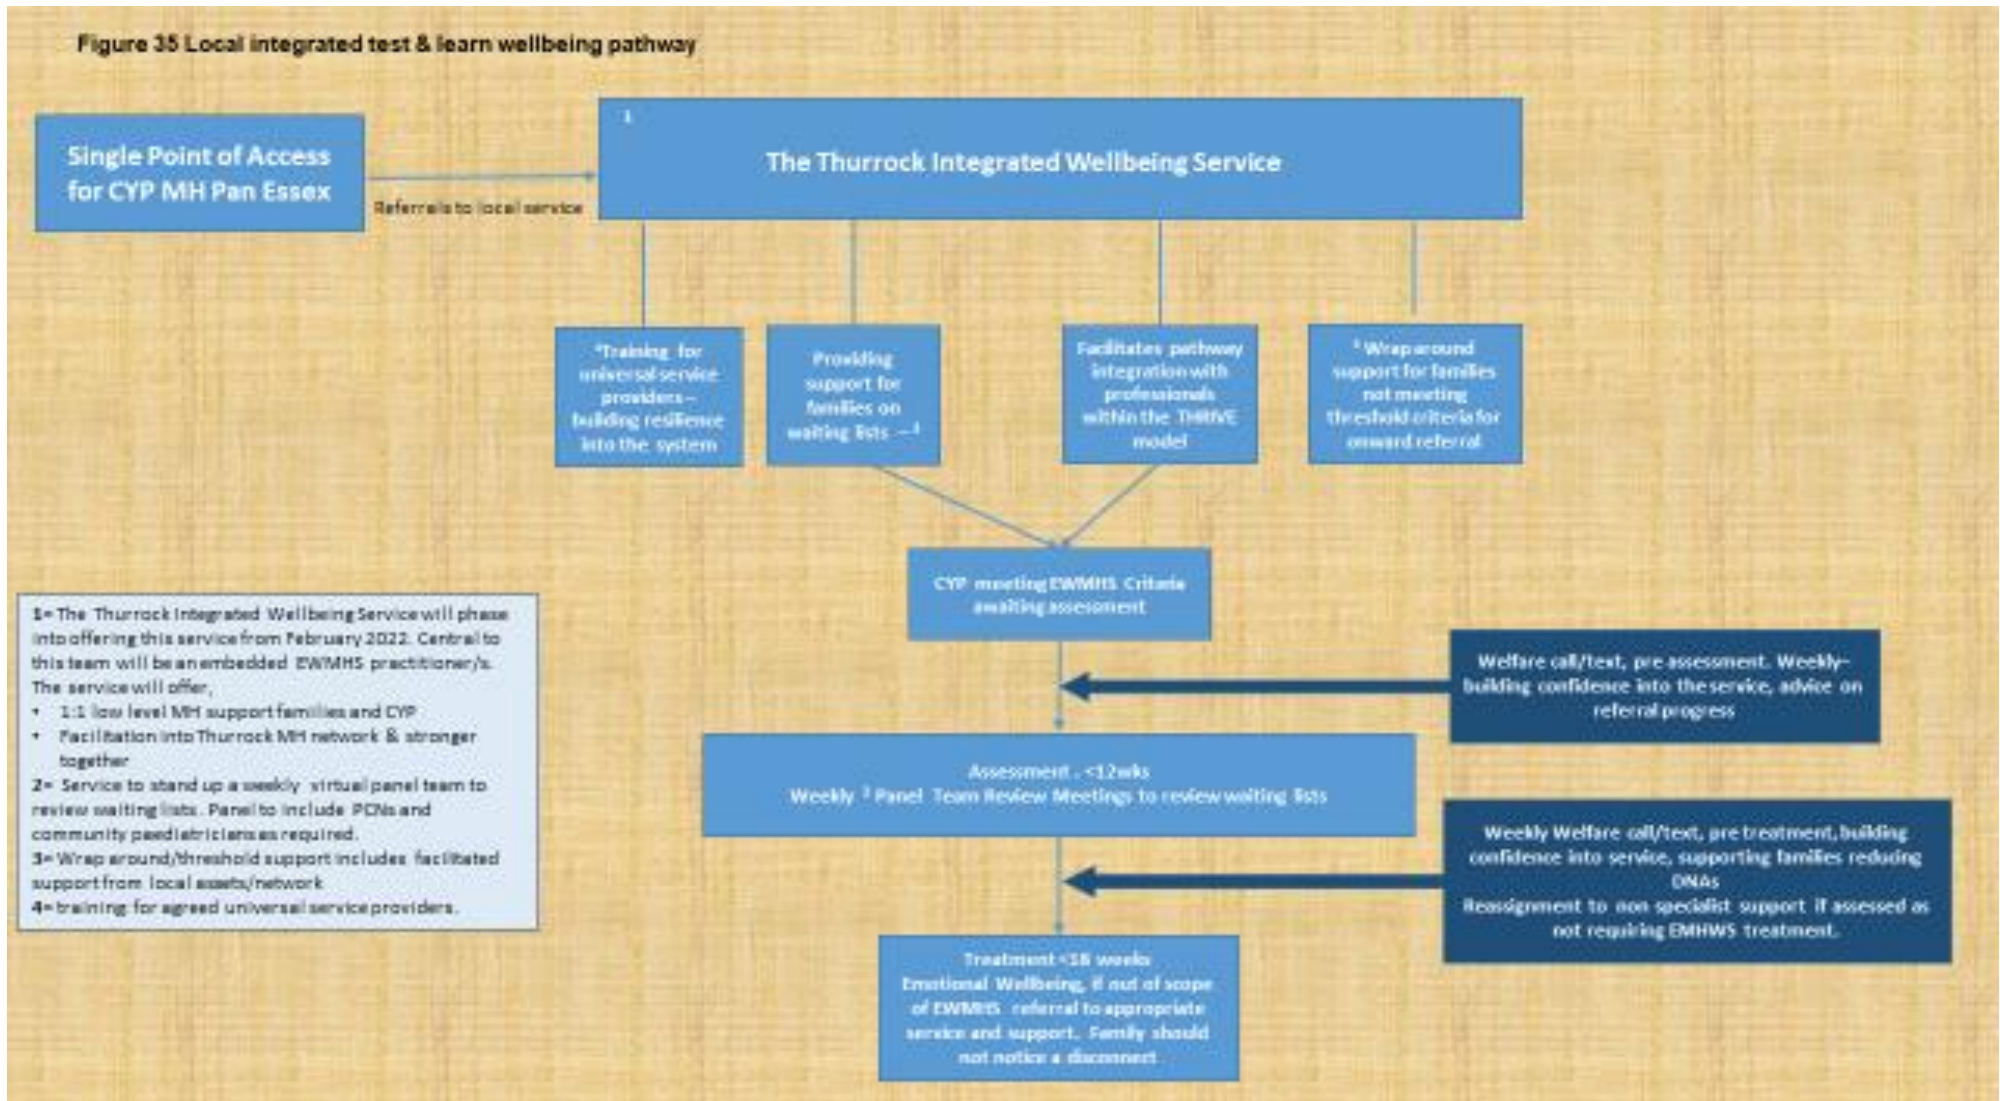 Figure 35 Local integrated test & learn wellbeing pathway
Single Point of Access
for CYP MH Pan Essex
Referrals to local service
1
The Thurrock Integrated Wellbeing Service
Training for
universal service
providers–
building resilience
into the system
Providing
support for
families on
waiting lists –
Facilitates pathway
integration with
professionals
within the THRIVE
model
Wrap around
support for families
not meeting
threshold criteria for
onward referral
CYP meeting EWMHS Criteria
awaiting assessment
Welfare call/text, pre assessment. Weekly–
building confidence into the service, advice on
referral progress
Assessment . <12wks
Weekly Panel Team Review Meetings to review waiting lists
Weekly Welfare call/text, pre treatment, building
confidence into service, supporting families reducing
DNAs
Reassignment to non specialist support if assessed as
not requiring EMHWS treatment.
Treatment <18 weeks
Emotional Wellbeing, if out of scope
of EWMHS referral to appropriate
service and support. Family should
not notice a disconnect
1= The Thurrock Integrated Wellbeing Service will phase
into offering this service from February 2022. Central to
this team will be an embedded EWMHS practitioner/s.
The service will offer,
• 1:1 low level MH support families and CYP
• Facilitation into Thurrock MH network & stronger
together
2= Service to stand up a weekly virtual panel team to
review waiting lists. Panel to include PCNs and
community paediatricians as required.
3= Wrap around/threshold support includes facilitated
support from local assets/network
4= training for agreed universal service providers.